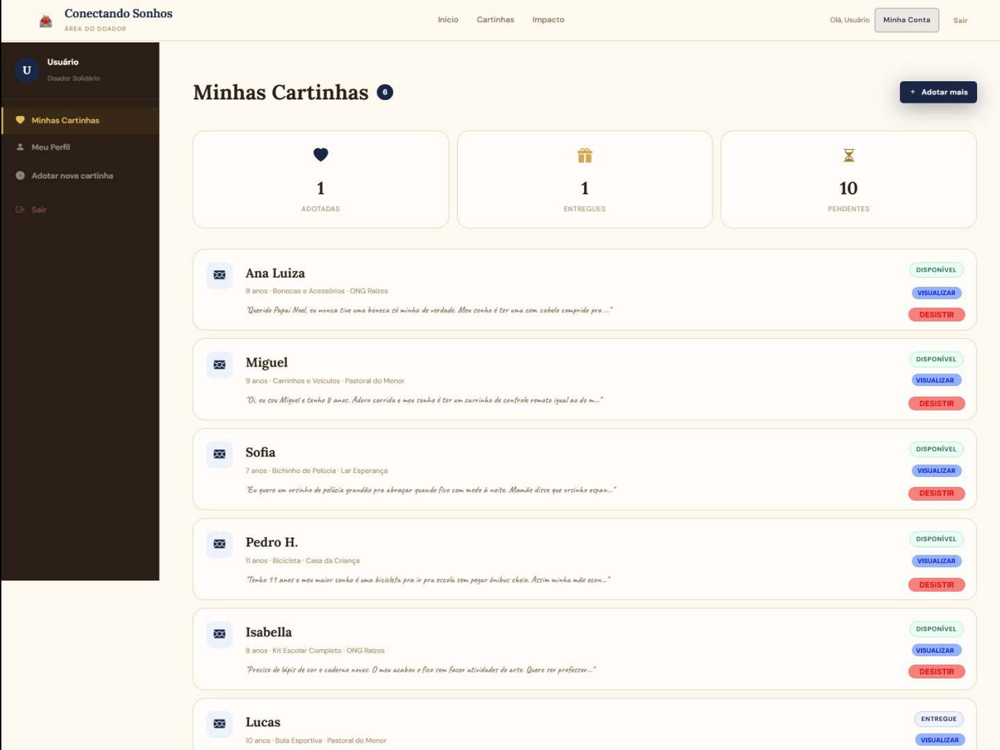 Conectando Sonhos
ÁREA DO DOADOR
Início
Cartinhas
Impacto
Olá, Usuário
Minha Conta
Sair
U
Usuário
Doador Solidário
Minhas Cartinhas
Meu Perfil
Adotar nova cartinha
Sair
Minhas Cartinhas 6
+ Adotar mais
1
ADOTADAS
1
ENTREGUES
10
PENDENTES
Ana Luiza
9 anos · Bonecas e Acessórios · ONG Raízes
"Querido Papai Noel, eu nunca tive uma boneca só minha de verdade. Meu sonho é ter uma com cabelo comprido pra ..."
DISPONÍVEL
VISUALIZAR
DESISTIR
Miguel
9 anos · Carrinhos e Veículos · Pastoral do Menor
"Oi, eu sou Miguel e tenho 8 anos. Adoro corrida e meu sonho é ter um carrinho de controle remoto igual ao do m..."
DISPONÍVEL
VISUALIZAR
DESISTIR
Sofia
7 anos · Bichinho de Pelúcia · Lar Esperança
"Eu quero um ursinho de pelúcia grandão pra abraçar quando fico com medo à noite. Mamãe disse que ursinho espan..."
DISPONÍVEL
VISUALIZAR
DESISTIR
Pedro H.
11 anos · Bicicleta · Casa da Criança
"Tenho 11 anos e meu maior sonho é uma bicicleta pra ir pra escola sem pegar ônibus cheio. Assim minha mãe econ..."
DISPONÍVEL
VISUALIZAR
DESISTIR
Isabella
8 anos · Kit Escolar Completo · ONG Raízes
"Preciso de lápis de cor e caderno novos. O meu acabou e fico sem fazer atividades de arte. Quero ser professor..."
DISPONÍVEL
VISUALIZAR
DESISTIR
Lucas
10 anos · Bola Esportiva · Pastoral do Menor
ENTREGUE
VISUALIZAR